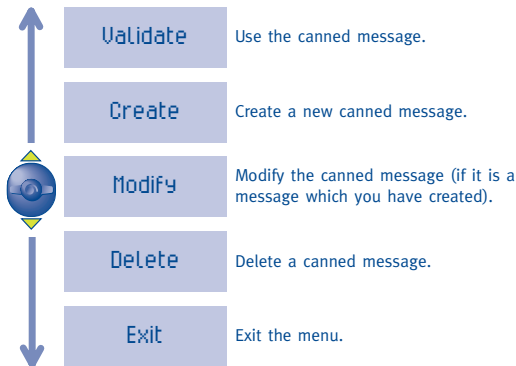 Validate
Use the canned message.
Create
Create a new canned message.
Modify
Modify the canned message (if it is a
message which you have created).
Delete
Delete a canned message.
Exit
Exit the menu.